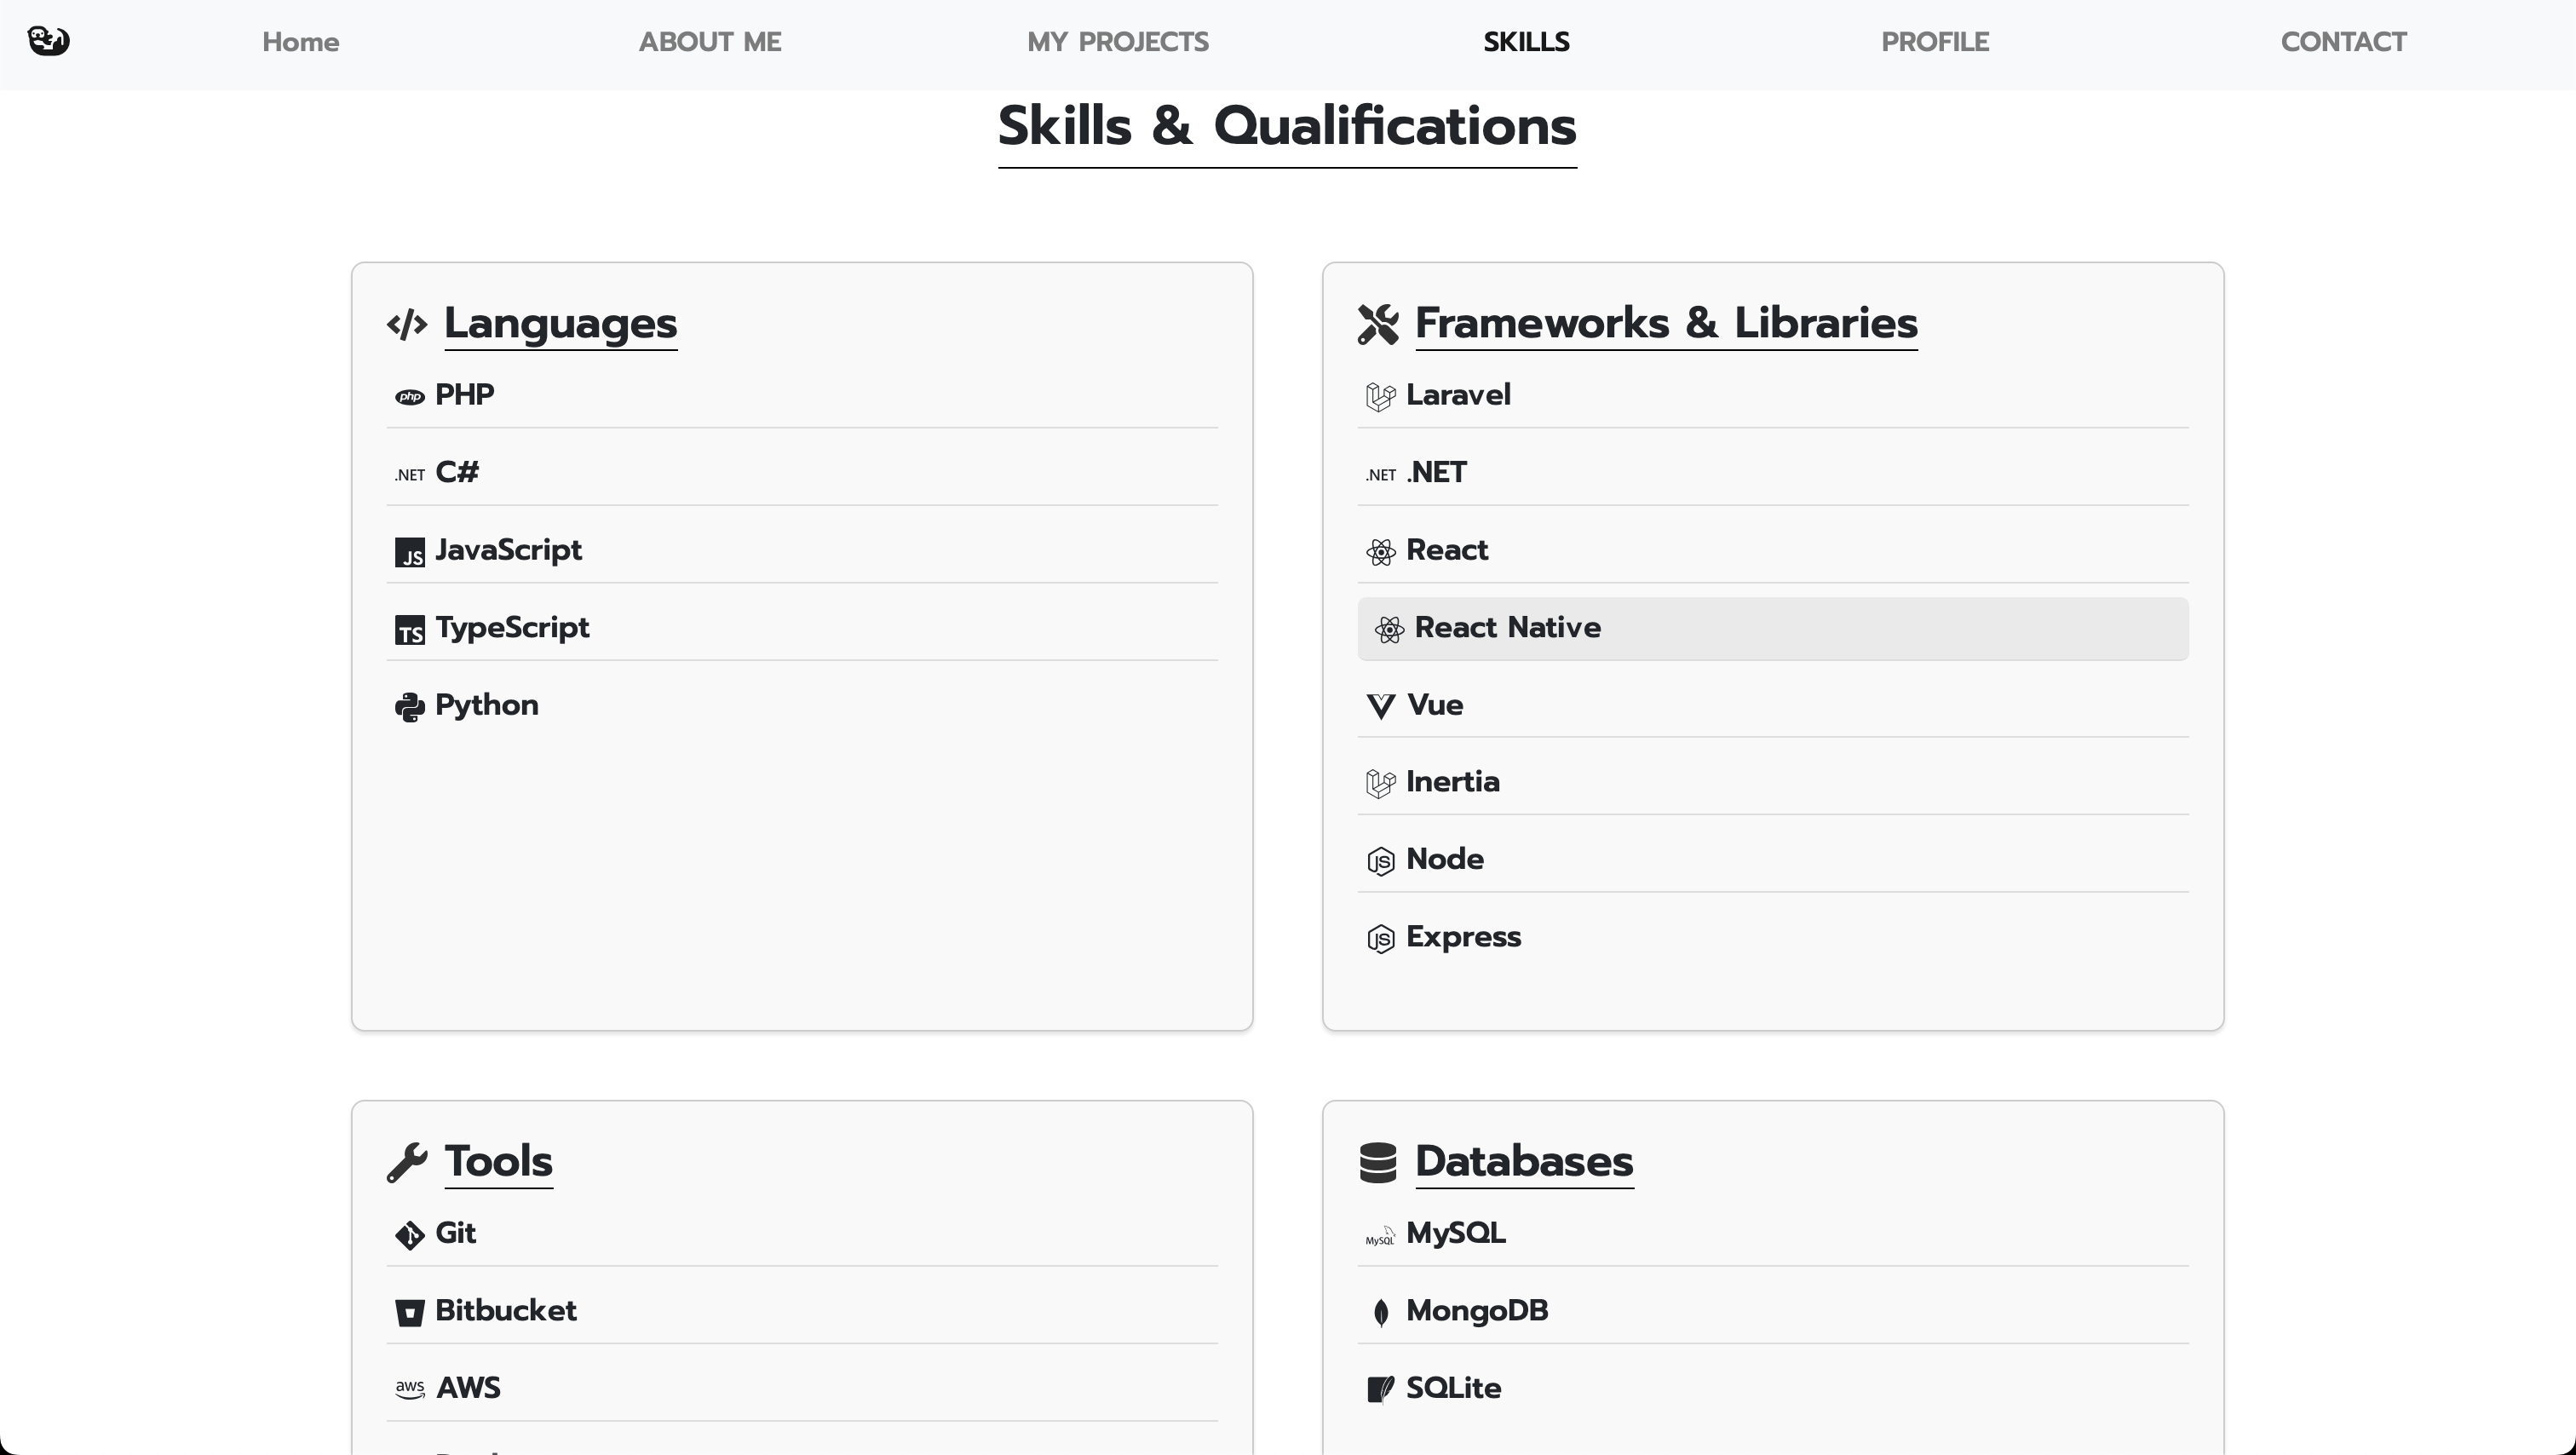 Home ABOUT ME MY PROJECTS SKILLS PROFILE CONTACT
Skills & Qualifications
Languages
php PHP
.NET C#
JS JavaScript
TS TypeScript
Python
Frameworks & Libraries
Laravel
.NET .NET
React
React Native
Vue
Inertia
JS Node
JS Express
Tools
Git
Bitbucket
aws AWS
Databases
MySQL MySQL
MongoDB
SQLite